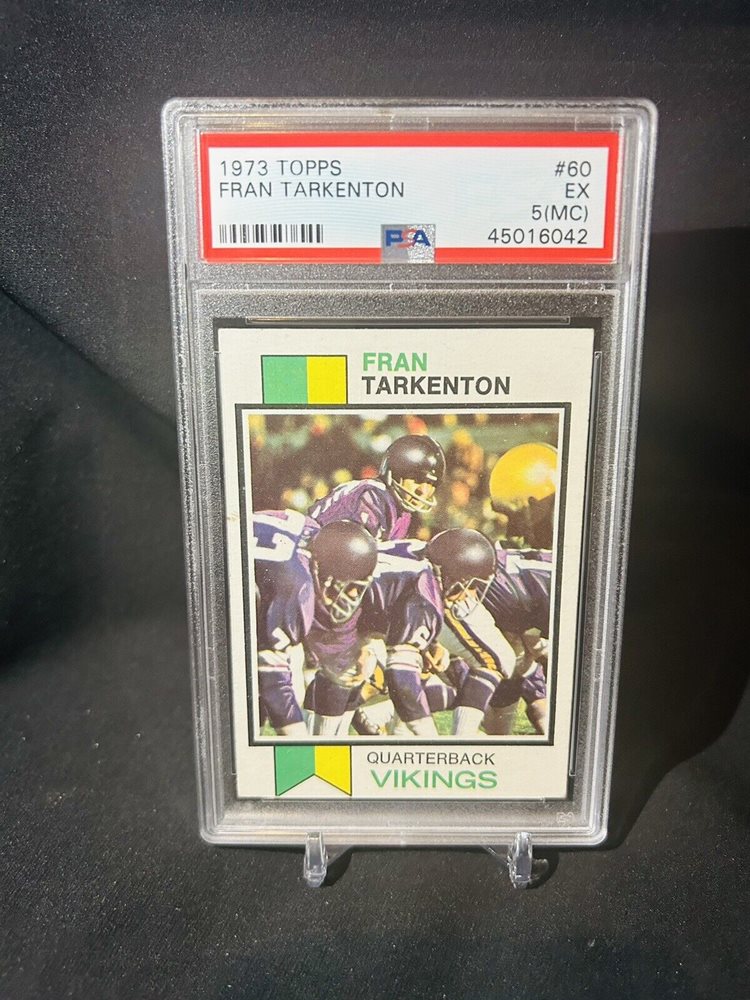 1973 TOPPS #60
FRAN TARKENTON EX
5(MC)
PSA 45016042
FRAN
TARKENTON
QUARTERBACK
VIKINGS